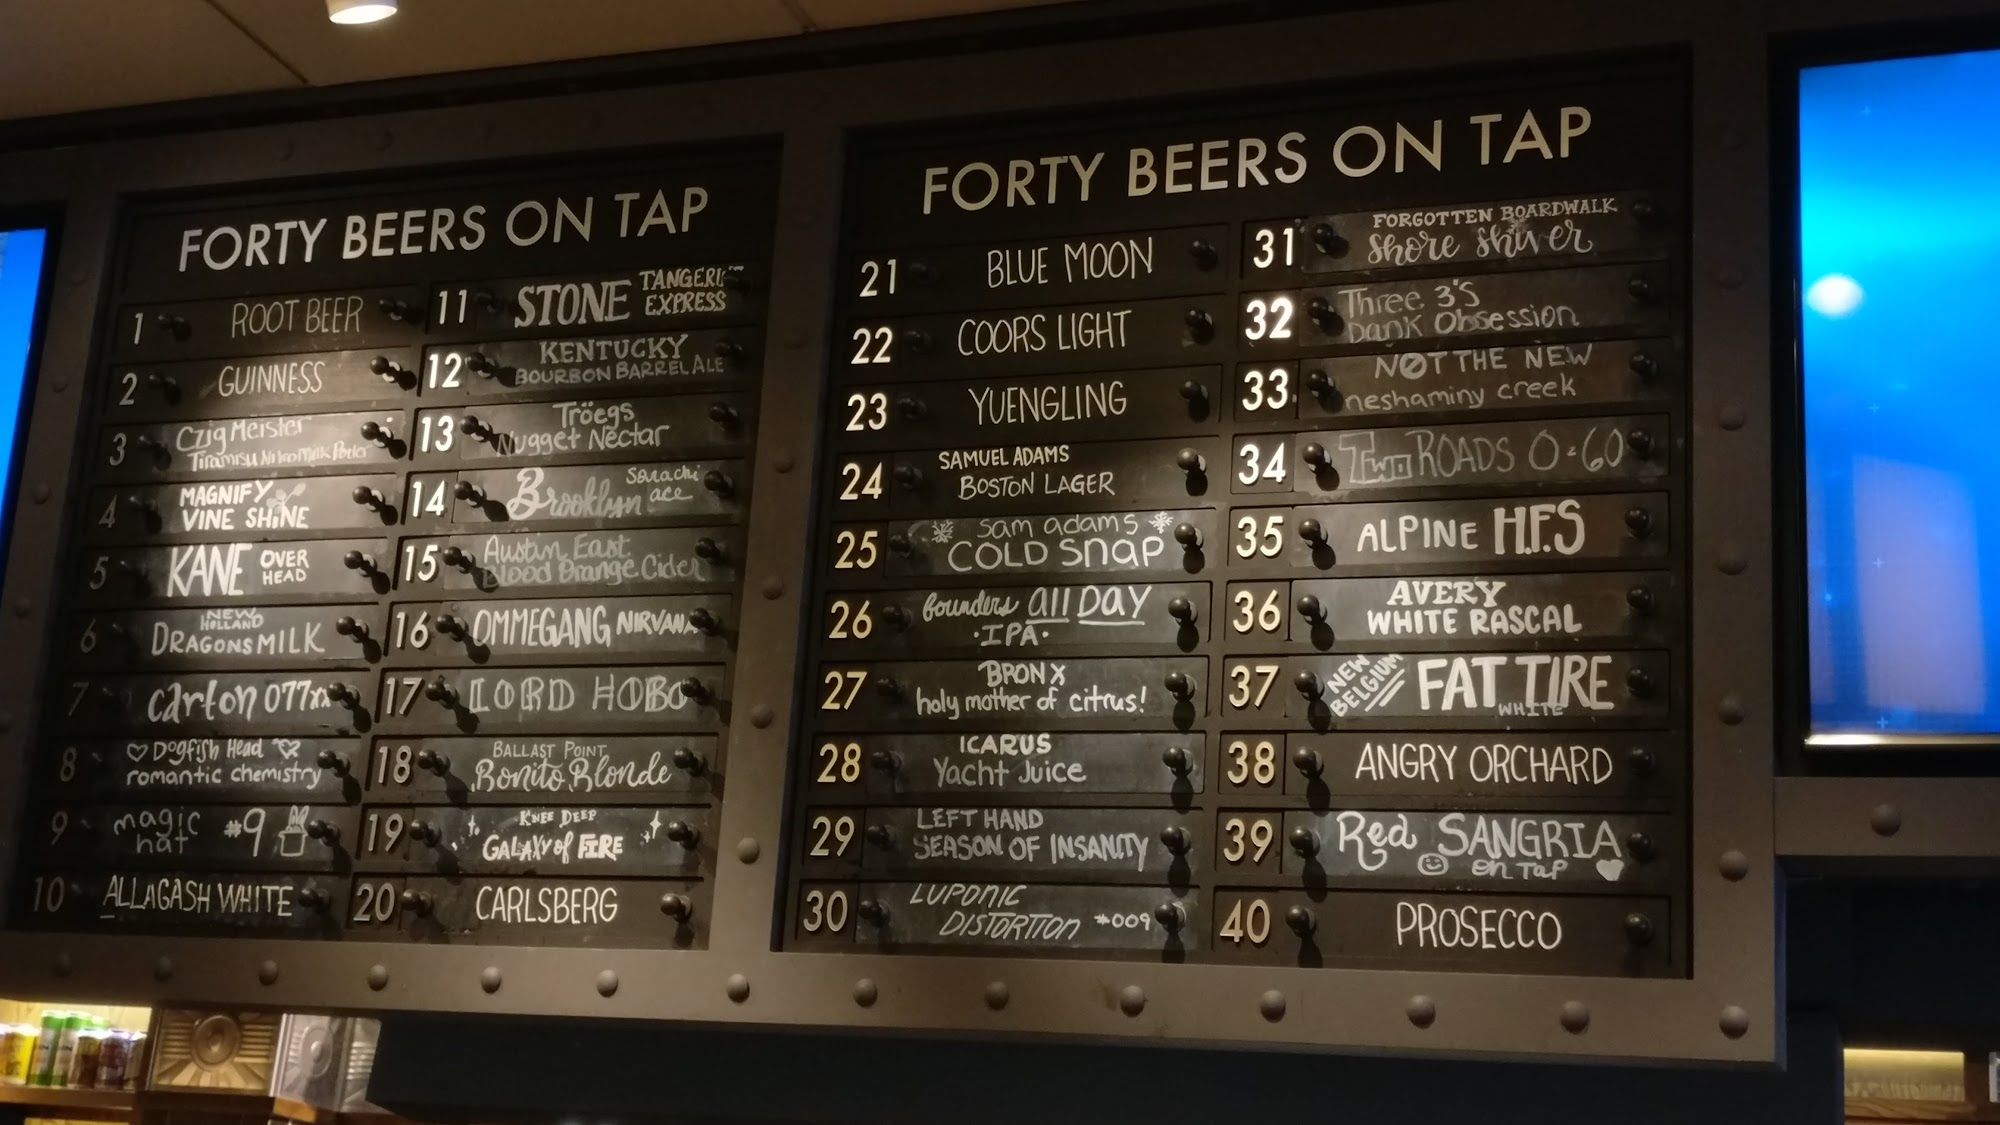 FORTY BEERS ON TAP
1 ROOT BEER
2 GUINNESS
3 Czig Meister
Tiramisu Nitro Milk Porter
4 MAGNIFY
VINE SHINE
5 KANE OVER
HEAD
6 NEW
HOLLAND
DRAGONSMILK
7 carton 077xx
8 Dogfish Head
romantic chemistry
9 magic
hat #9
10 ALLAGASH WHITE
11 STONE TANGERI
EXPRESS
12 KENTUCKY
BOURBON BARREL ALE
13 Tröegs
Nugget Nectar
14 Brooklyn Sorachi
ace
15 Austin East
Blood Orange Cider
16 OMMEGANG NIRVANA
17 LORD HOBO
18 BALLAST POINT
Bonito Blonde
19 KNEE DEEP
GALAXY of FIRE
20 CARLSBERG
FORTY BEERS ON TAP
21 BLUE MOON
22 COORS LIGHT
23 YUENGLING
24 SAMUEL ADAMS
BOSTON LAGER
25 sam adams
COLD snap
26 founders all DAY
·IPA·
27 BRONX
holy mother of citrus!
28 ICARUS
Yacht Juice
29 LEFT HAND
SEASON OF INSANITY
30 LUPONIC
DISTORTION #009
31 FORGOTTEN BOARDWALK
shore shiver
32 Three 3'S
Dank Obsession
33 NOT THE NEW
neshaminy creek
34 TWO ROADS 0-60
35 ALPINE H.F.S
36 AVERY
WHITE RASCAL
37 NEW
BELGIUM FAT TIRE
WHITE
38 ANGRY ORCHARD
39 Red SANGRIA
on TaP
40 PROSECCO